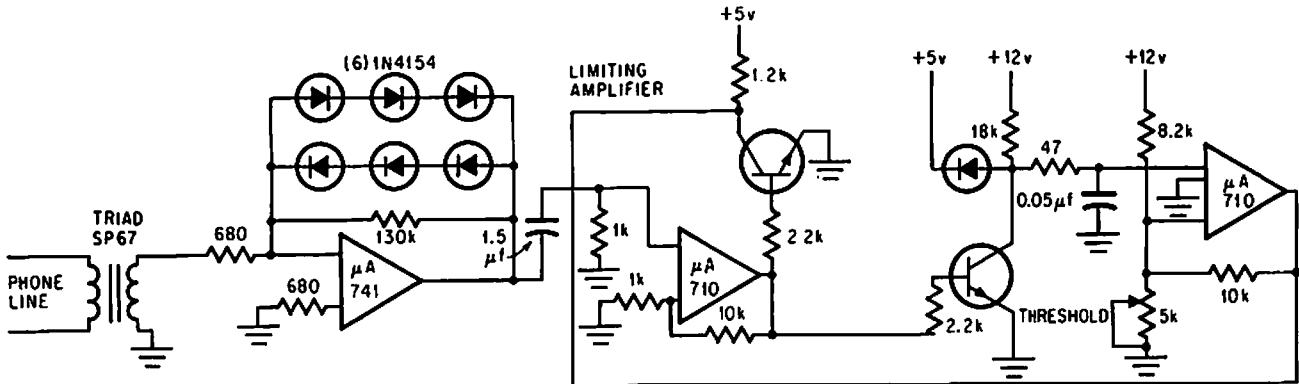 +5v
(6)1N4154
LIMITING
AMPLIFIER
1.2k
+5v
+12v
+12v
18k
47
8.2k
0.05μf
μA
710
TRIAD
SP67
680
130k
1.5
μf
1k
2.2k
PHONE
LINE
680
μA
741
1k
μA
710
10k
2.2k
THRESHOLD
5k
10k